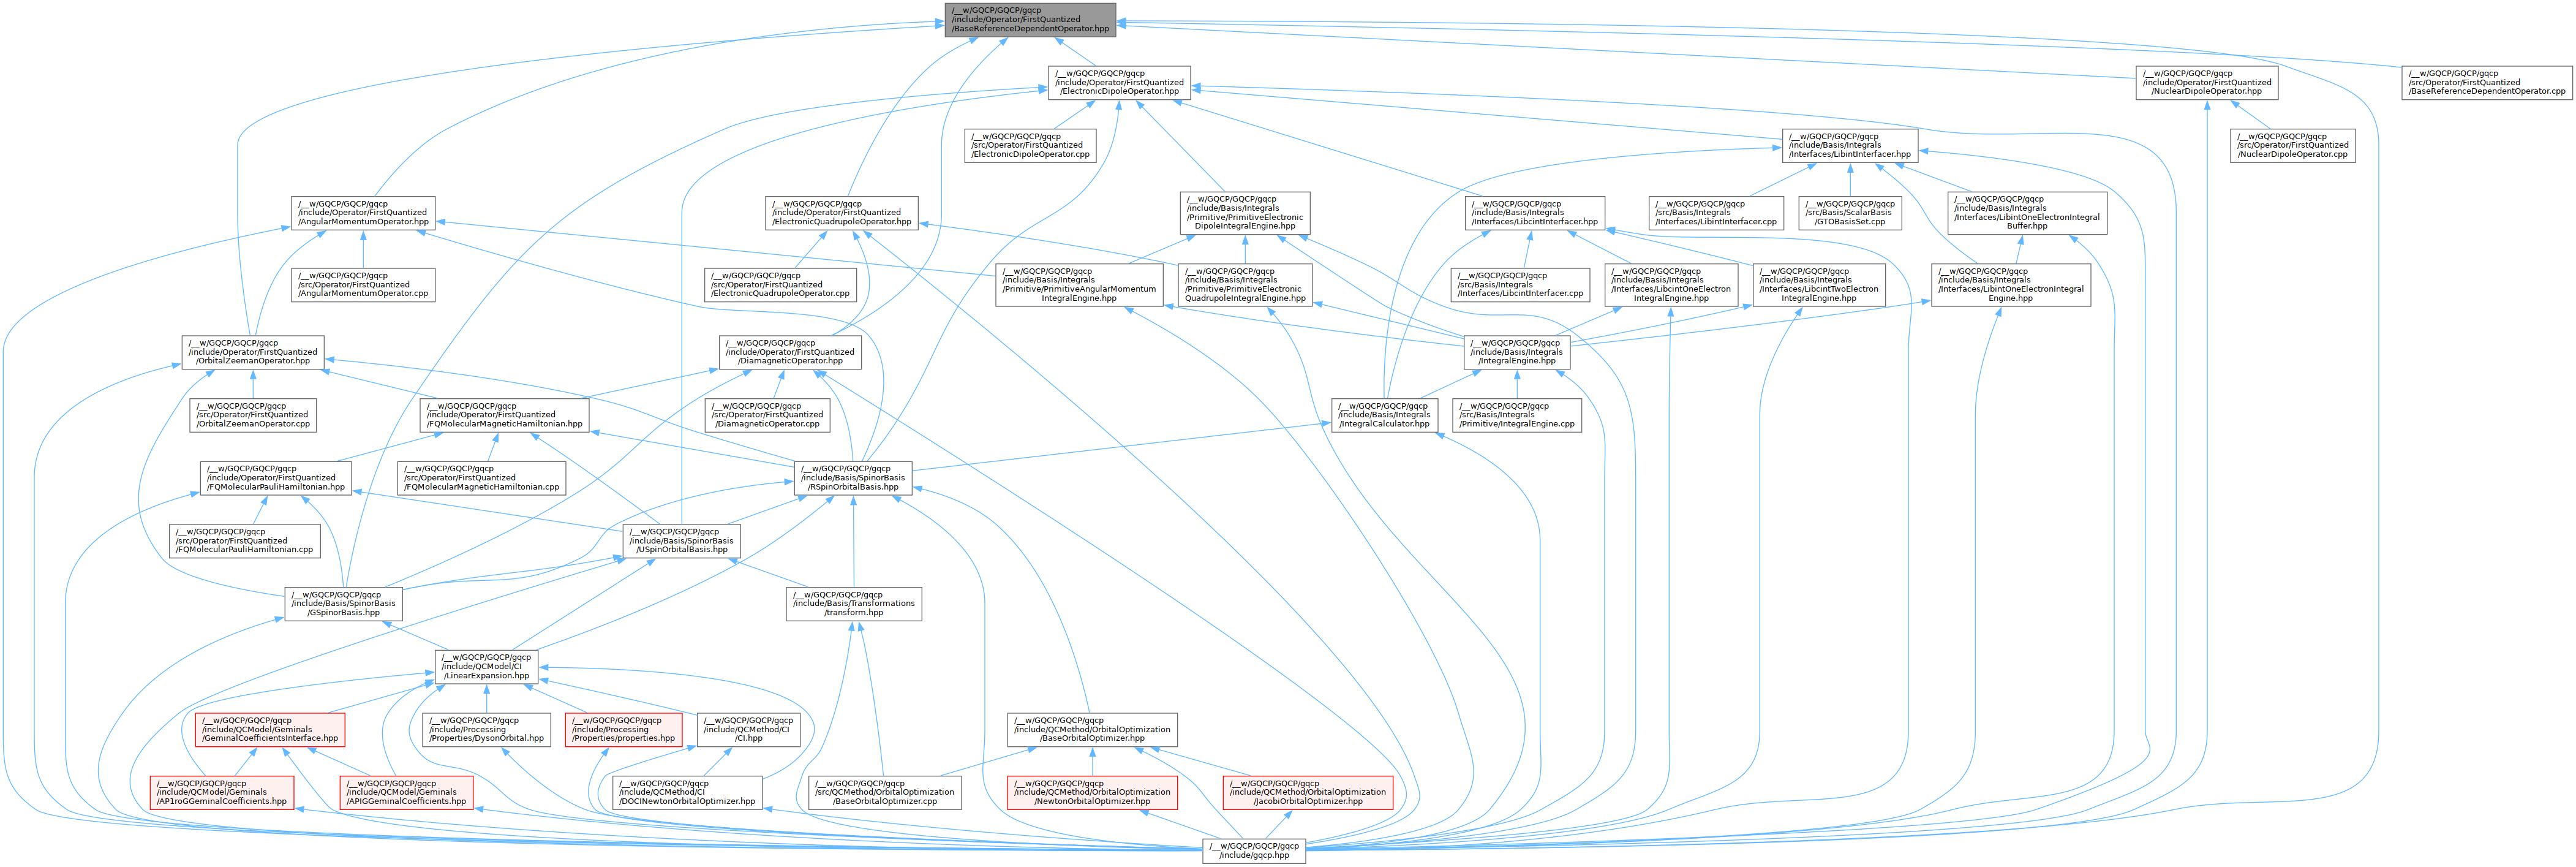 /__w/GQCP/GQCP/gqcp
/include/Operator/FirstQuantized
/BaseReferenceDependentOperator.hpp
/__w/GQCP/GQCP/gqcp
/include/Operator/FirstQuantized
/ElectronicDipoleOperator.hpp
/__w/GQCP/GQCP/gqcp
/include/Operator/FirstQuantized
/NuclearDipoleOperator.hpp
/__w/GQCP/GQCP/gqcp
/src/Operator/FirstQuantized
/BaseReferenceDependentOperator.cpp
/__w/GQCP/GQCP/gqcp
/src/Operator/FirstQuantized
/ElectronicDipoleOperator.cpp
/__w/GQCP/GQCP/gqcp
/include/Basis/Integrals
/Interfaces/LibintInterfacer.hpp
/__w/GQCP/GQCP/gqcp
/src/Operator/FirstQuantized
/NuclearDipoleOperator.cpp
/__w/GQCP/GQCP/gqcp
/include/Operator/FirstQuantized
/AngularMomentumOperator.hpp
/__w/GQCP/GQCP/gqcp
/include/Operator/FirstQuantized
/ElectronicQuadrupoleOperator.hpp
/__w/GQCP/GQCP/gqcp
/include/Basis/Integrals
/Primitive/PrimitiveElectronic
DipoleIntegralEngine.hpp
/__w/GQCP/GQCP/gqcp
/include/Basis/Integrals
/Interfaces/LibcintInterfacer.hpp
/__w/GQCP/GQCP/gqcp
/src/Basis/Integrals
/Interfaces/LibintInterfacer.cpp
/__w/GQCP/GQCP/gqcp
/src/Basis/ScalarBasis
/GTOBasisSet.cpp
/__w/GQCP/GQCP/gqcp
/include/Basis/Integrals
/Interfaces/LibintOneElectronIntegral
Buffer.hpp
/__w/GQCP/GQCP/gqcp
/src/Operator/FirstQuantized
/AngularMomentumOperator.cpp
/__w/GQCP/GQCP/gqcp
/src/Operator/FirstQuantized
/ElectronicQuadrupoleOperator.cpp
/__w/GQCP/GQCP/gqcp
/include/Basis/Integrals
/Primitive/PrimitiveAngularMomentum
IntegralEngine.hpp
/__w/GQCP/GQCP/gqcp
/include/Basis/Integrals
/Primitive/PrimitiveElectronic
QuadrupoleIntegralEngine.hpp
/__w/GQCP/GQCP/gqcp
/src/Basis/Integrals
/Interfaces/LibcintInterfacer.cpp
/__w/GQCP/GQCP/gqcp
/include/Basis/Integrals
/Interfaces/LibcintOneElectron
IntegralEngine.hpp
/__w/GQCP/GQCP/gqcp
/include/Basis/Integrals
/Interfaces/LibcintTwoElectron
IntegralEngine.hpp
/__w/GQCP/GQCP/gqcp
/include/Basis/Integrals
/Interfaces/LibintOneElectronIntegral
Engine.hpp
/__w/GQCP/GQCP/gqcp
/include/Operator/FirstQuantized
/OrbitalZeemanOperator.hpp
/__w/GQCP/GQCP/gqcp
/include/Operator/FirstQuantized
/DiamagneticOperator.hpp
/__w/GQCP/GQCP/gqcp
/include/Basis/Integrals
/IntegralEngine.hpp
/__w/GQCP/GQCP/gqcp
/src/Operator/FirstQuantized
/OrbitalZeemanOperator.cpp
/__w/GQCP/GQCP/gqcp
/include/Operator/FirstQuantized
/FQMolecularMagneticHamiltonian.hpp
/__w/GQCP/GQCP/gqcp
/src/Operator/FirstQuantized
/DiamagneticOperator.cpp
/__w/GQCP/GQCP/gqcp
/include/Basis/Integrals
/IntegralCalculator.hpp
/__w/GQCP/GQCP/gqcp
/src/Basis/Integrals
/Primitive/IntegralEngine.cpp
/__w/GQCP/GQCP/gqcp
/include/Operator/FirstQuantized
/FQMolecularPauliHamiltonian.hpp
/__w/GQCP/GQCP/gqcp
/src/Operator/FirstQuantized
/FQMolecularMagneticHamiltonian.cpp
/__w/GQCP/GQCP/gqcp
/include/Basis/SpinorBasis
/RSpinOrbitalBasis.hpp
/__w/GQCP/GQCP/gqcp
/src/Operator/FirstQuantized
/FQMolecularPauliHamiltonian.cpp
/__w/GQCP/GQCP/gqcp
/include/Basis/SpinorBasis
/USpinOrbitalBasis.hpp
/__w/GQCP/GQCP/gqcp
/include/Basis/SpinorBasis
/GSpinorBasis.hpp
/__w/GQCP/GQCP/gqcp
/include/Basis/Transformations
/transform.hpp
/__w/GQCP/GQCP/gqcp
/include/QCModel/CI
/LinearExpansion.hpp
/__w/GQCP/GQCP/gqcp
/include/QCModel/Geminals
/GeminalCoefficientsInterface.hpp
/__w/GQCP/GQCP/gqcp
/include/Processing
/Properties/DysonOrbital.hpp
/__w/GQCP/GQCP/gqcp
/include/Processing
/Properties/properties.hpp
/__w/GQCP/GQCP/gqcp
/include/QCMethod/CI
/CI.hpp
/__w/GQCP/GQCP/gqcp
/include/QCMethod/OrbitalOptimization
/BaseOrbitalOptimizer.hpp
/__w/GQCP/GQCP/gqcp
/include/QCModel/Geminals
/AP1roGGeminalCoefficients.hpp
/__w/GQCP/GQCP/gqcp
/include/QCModel/Geminals
/APIGGeminalCoefficients.hpp
/__w/GQCP/GQCP/gqcp
/include/QCMethod/CI
/DOCINewtonOrbitalOptimizer.hpp
/__w/GQCP/GQCP/gqcp
/src/QCMethod/OrbitalOptimization
/BaseOrbitalOptimizer.cpp
/__w/GQCP/GQCP/gqcp
/include/QCMethod/OrbitalOptimization
/NewtonOrbitalOptimizer.hpp
/__w/GQCP/GQCP/gqcp
/include/QCMethod/OrbitalOptimization
/JacobiOrbitalOptimizer.hpp
/__w/GQCP/GQCP/gqcp
/include/gqcp.hpp